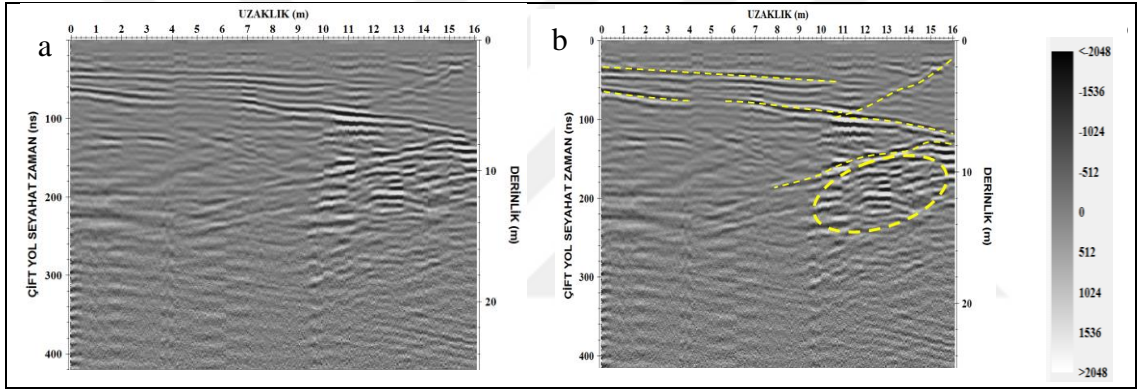 a
UZAKLIK (m)
0 1 2 3 4 5 6 7 8 9 10 11 12 13 14 15 16
ÇİFT YOL SEYAHAT ZAMAN (ns)
100
200
300
400
0
10
20
DERİNLİK (m)
b
UZAKLIK (m)
0 1 2 3 4 5 6 7 8 9 10 11 12 13 14 15 16
ÇİFT YOL SEYAHAT ZAMAN (ns)
100
200
300
400
0
10
20
DERİNLİK (m)
<-2048
-1536
-1024
-512
0
512
1024
1536
>2048